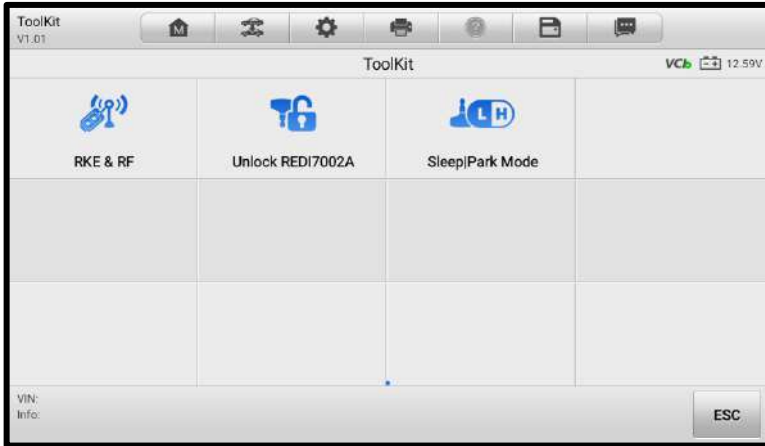 ToolKit
V1.01
M
ToolKit
VCb 12.59V
L H
RKE & RF
Unlock REDI7002A
Sleep|Park Mode
VIN:
Info:
ESC